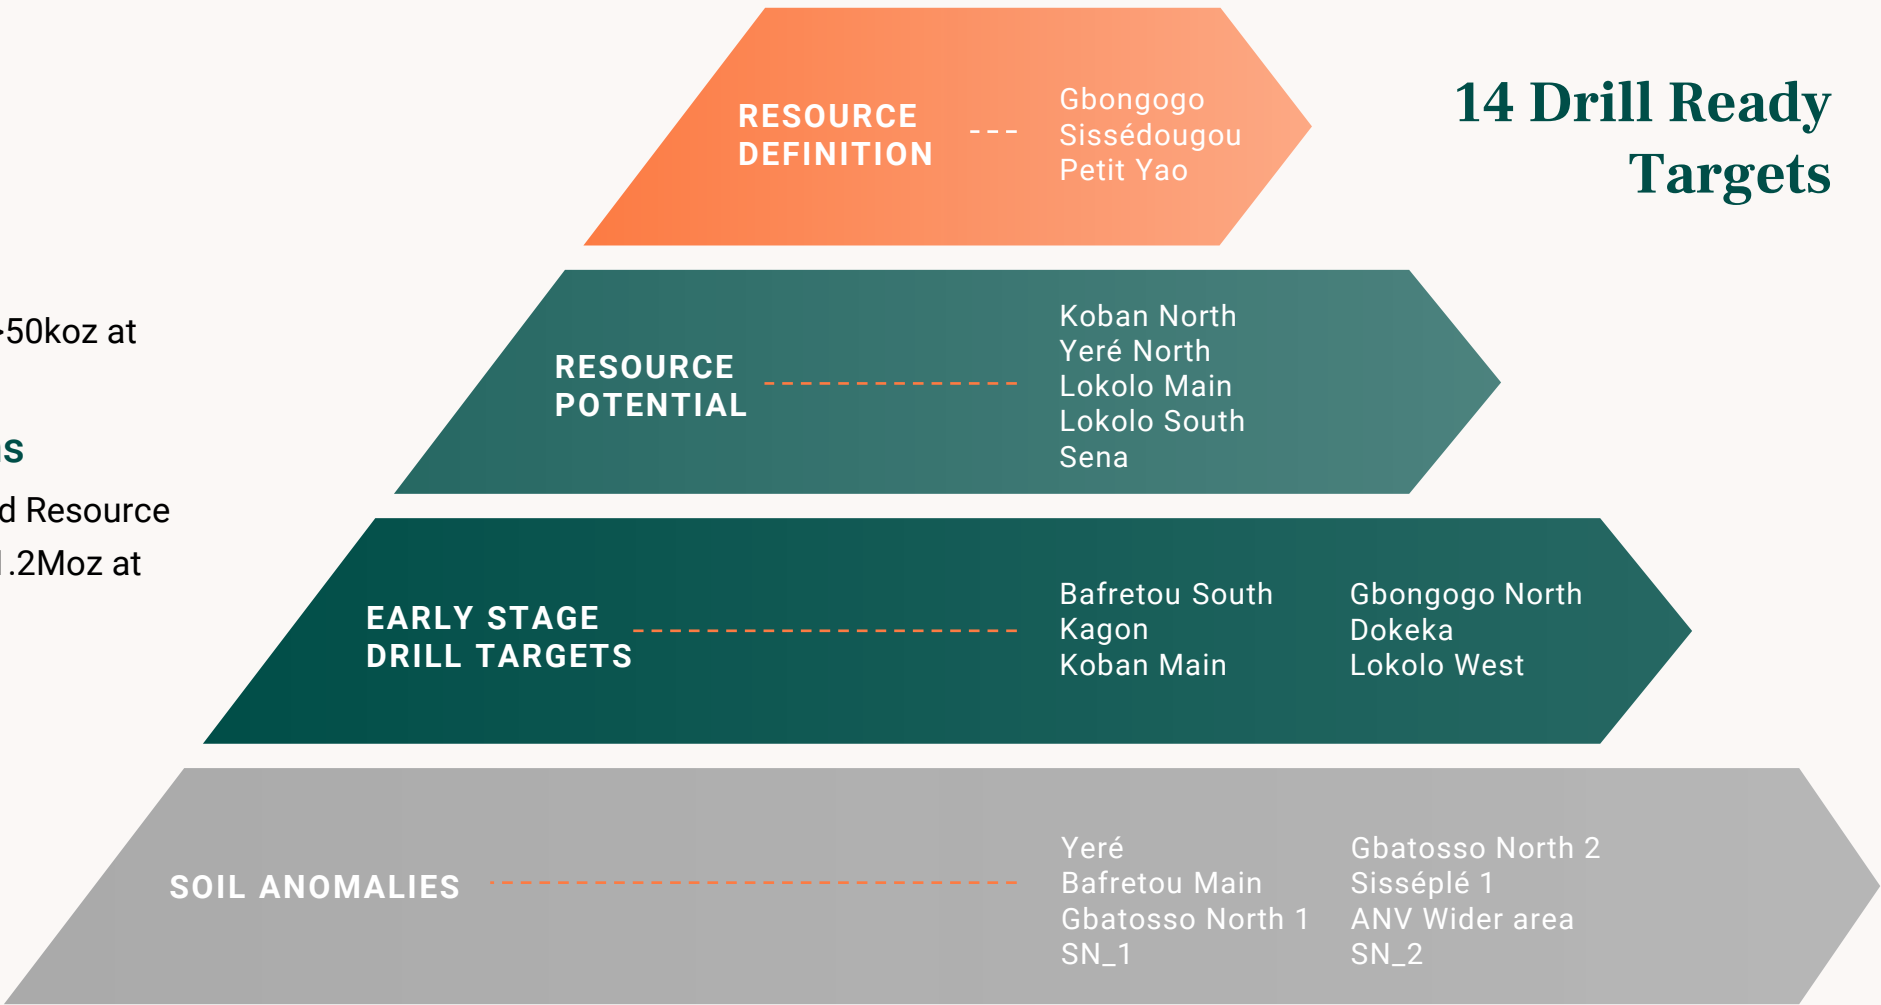 14 Drill Ready
Targets
RESOURCE
DEFINITION
Gbongogo
Sissédougou
Petit Yao
50koz at
RESOURCE
POTENTIAL
Koban North
Yeré North
Lokolo Main
Lokolo South
Sena
s
d Resource
.2Moz at
EARLY STAGE
DRILL TARGETS
Bafretou South
Kagon
Koban Main
Gbongogo North
Dokeka
Lokolo West
SOIL ANOMALIES
Yeré
Bafretou Main
Gbatosso North 1
SN_1
Gbatosso North 2
Sisséplé 1
ANV Wider area
SN_2